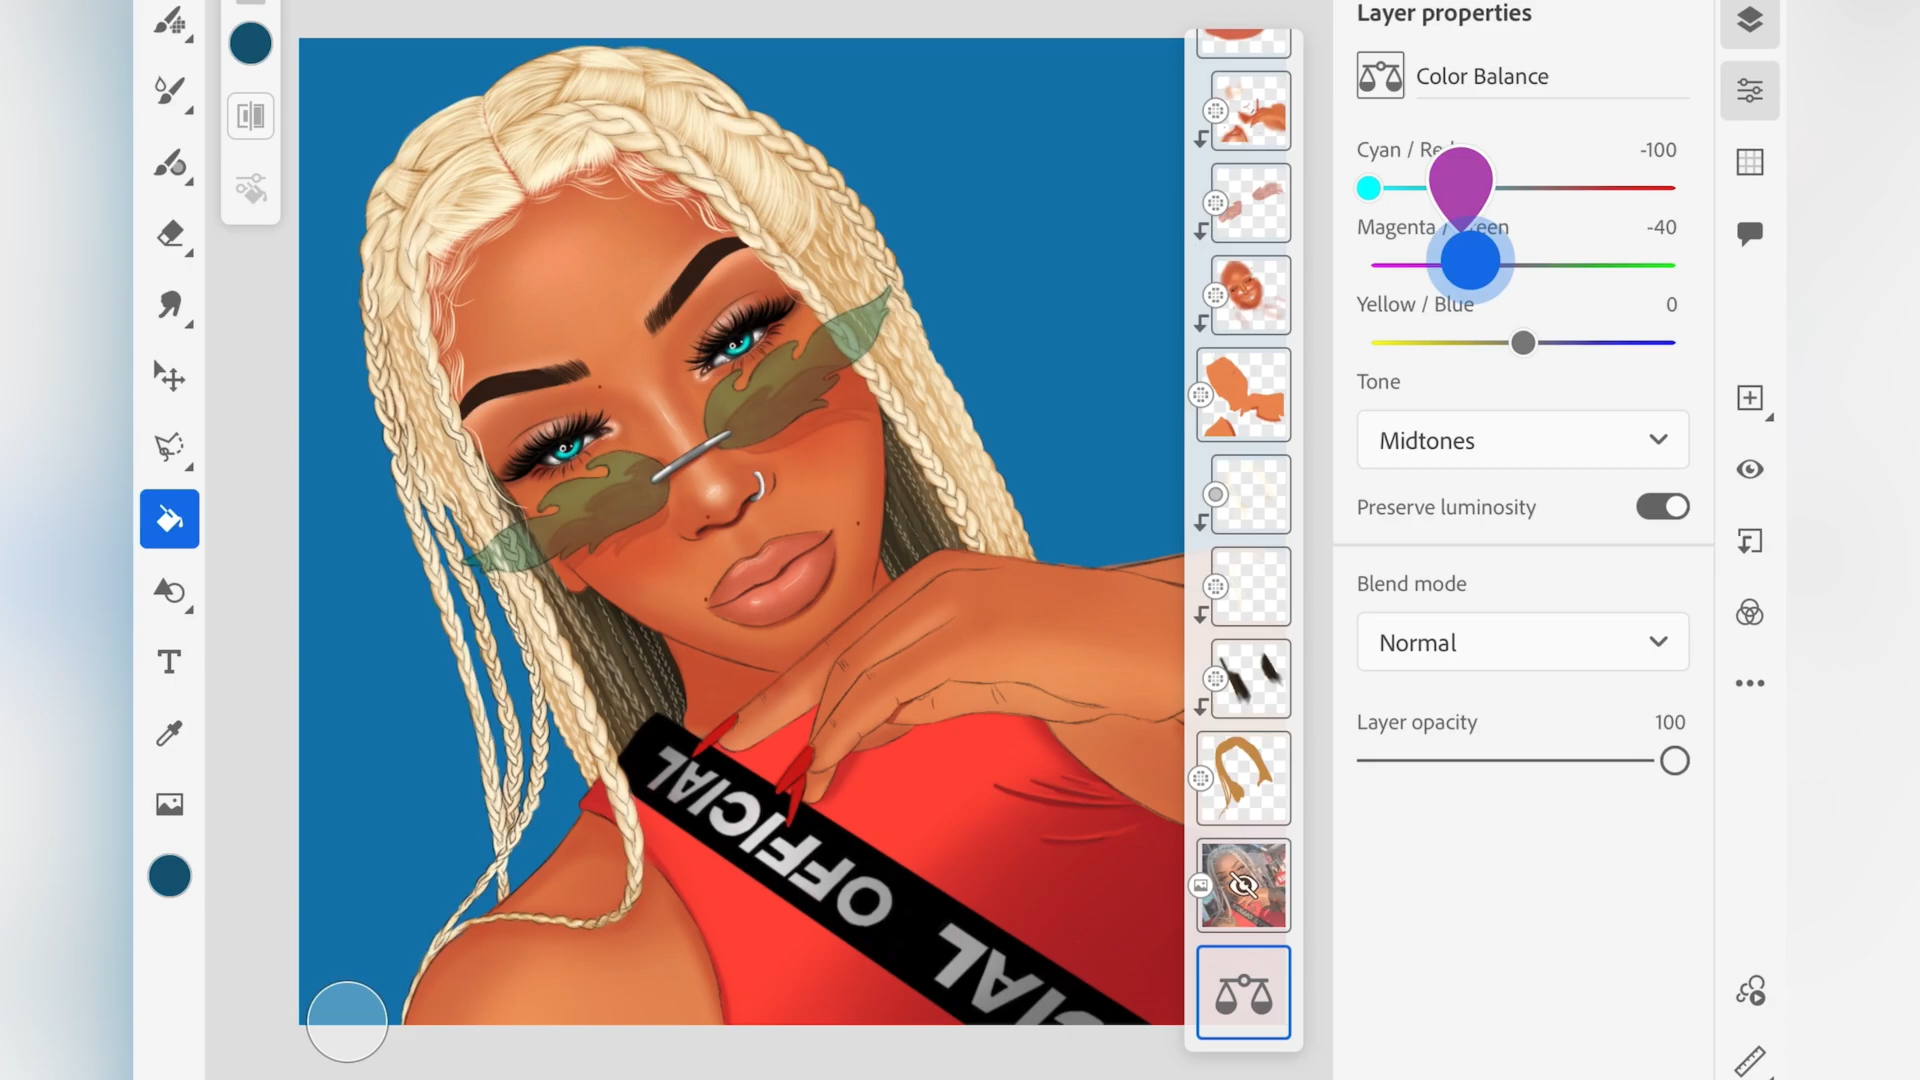 Layer properties
Color Balance
Cyan / Re
-100
Magenta / een
-40
Yellow / Blue
0
Tone
Midtones
Preserve luminosity
Blend mode
Normal
Layer opacity
100
T
OFFICIAL
CIAL